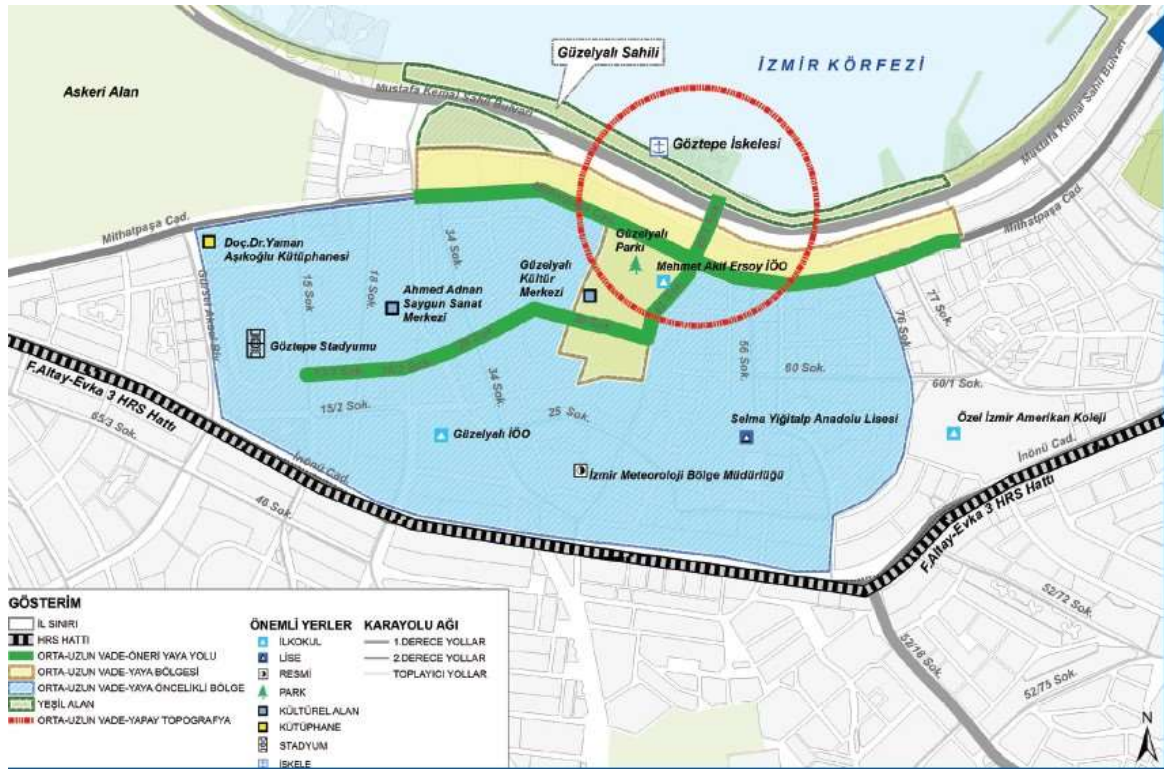 Güzelyalı Sahili
İZMİR KÖRFEZİ
Askeri Alan
Mustafa Kemal Sahil Bulvarı
Göztepe İskelesi
Mustafa Kemal Sahil Bulvarı
Mithatpaşa Cad.
Mithatpaşa Cad.
Doç.Dr.Yaman
Aşıkoğlu Kütüphanesi
34 Sok.
Güzelyalı
Parkı
Mehmet Akif Ersoy İÖO
Güzelyalı
Kültür
Merkezi
15 Sok
18 Sok.
Ahmed Adnan
Saygun Sanat
Merkezi
77 Sok.
76 Sok.
Göztepe Stadyumu
56 Sok.
60 Sok.
60/1 Sok.
F.Altay-Evka 3 HRS Hattı
34 Sok.
15/2 Sok.
25 Sok.
65/3 Sok.
Güzelyalı İÖO
Selma Yiğitalp Anadolu Lisesi
Özel İzmir Amerikan Koleji
İnönü Cad.
İnönü Cad.
İzmir Meteoroloji Bölge Müdürlüğü
46 Sok.
F.Altay-Evka 3 HRS Hattı
52/72 Sok.
52/18 Sok.
52/75 Sok.
GÖSTERİM
İL SINIRI
HRS HATTI
ORTA-UZUN VADE-ÖNERİ YAYA YOLU
ORTA-UZUN VADE-YAYA BÖLGESİ
ORTA-UZUN VADE-YAYA ÖNCELİKLİ BÖLGE
YEŞİL ALAN
ORTA-UZUN VADE-YAPAY TOPOGRAFYA
ÖNEMLİ YERLER
İLKOKUL
LİSE
RESMİ
PARK
KÜLTÜREL ALAN
KÜTÜPHANE
STADYUM
İSKELE
KARAYOLU AĞI
1.DERECE YOLLAR
2.DERECE YOLLAR
TOPLAYICI YOLLAR
N